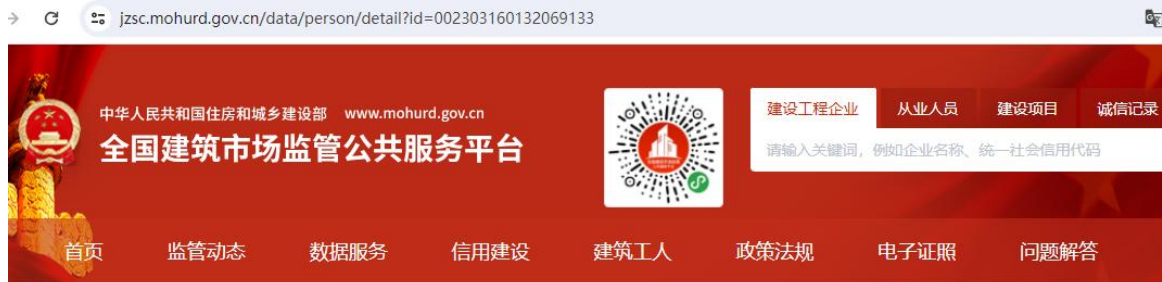 jzsc.mohurd.gov.cn/data/person/detail?id=002303160132069133
中华人民共和国住房和城乡建设部 www.mohurd.gov.cn
全国建筑市场监管公共服务平台
建设工程企业 从业人员 建设项目 诚信记录
请输入关键词，例如企业名称、统一社会信用代码
首页 监管动态 数据服务 信用建设 建筑工人 政策法规 电子证照 问题解答